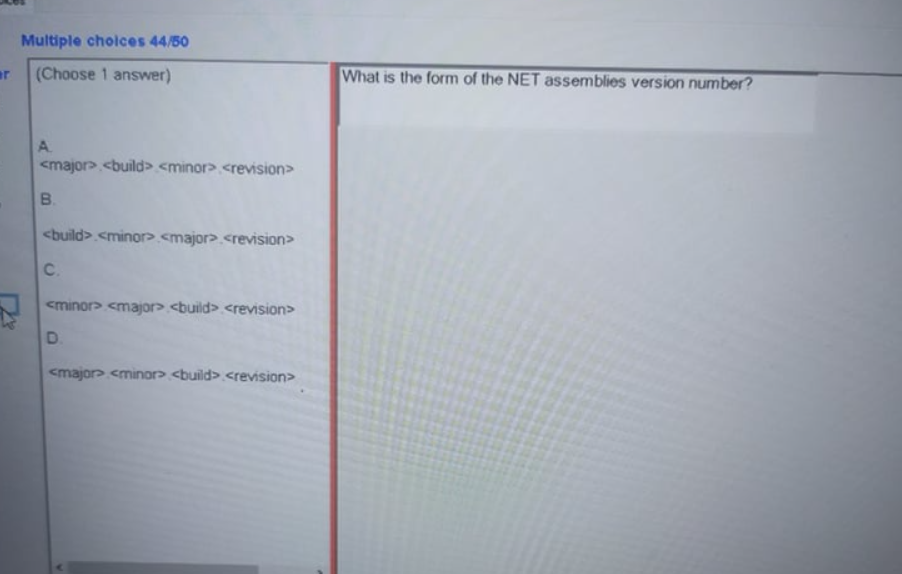 Multiple choices 44/50
(Choose 1 answer)
What is the form of the NET assemblies version number?
A.
<major>.<build>.<minor>.<revision>
B.
<build>.<minor>.<major>.<revision>
C.
<minor>.<major>.<build>.<revision>
D.
<major>.<minor>.<build>.<revision>